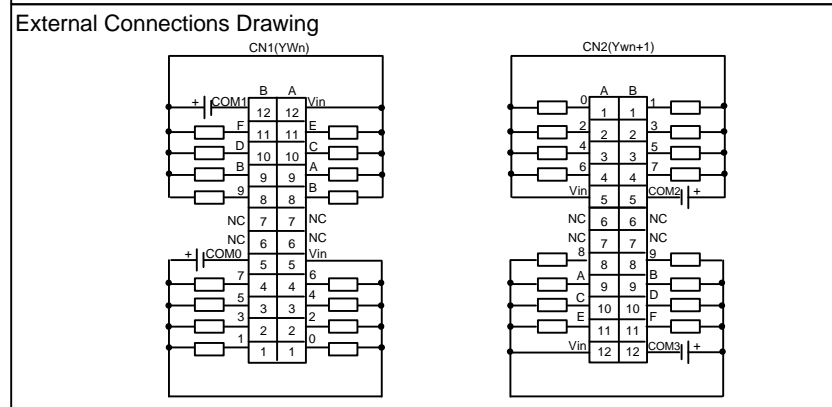 External Connections Drawing
CN1(YWn)
B A
+ COM1 12 12 Vin
F 11 11 E
D 10 10 C
B 9 9 A
9 8 8 B
NC 7 7 NC
NC 6 6 NC
+ COM0 5 5 Vin
7 4 4 6
5 3 3 4
3 2 2 2
1 1 1 0
CN2(Ywn+1)
A B
0 1 1 1
2 2 2 3
4 3 3 5
6 4 4 7
Vin 5 5 COM2 +
NC 6 6 NC
NC 7 7 NC
8 8 8 9
A 9 9 B
C 10 10 D
E 11 11 F
Vin 12 12 COM3 +